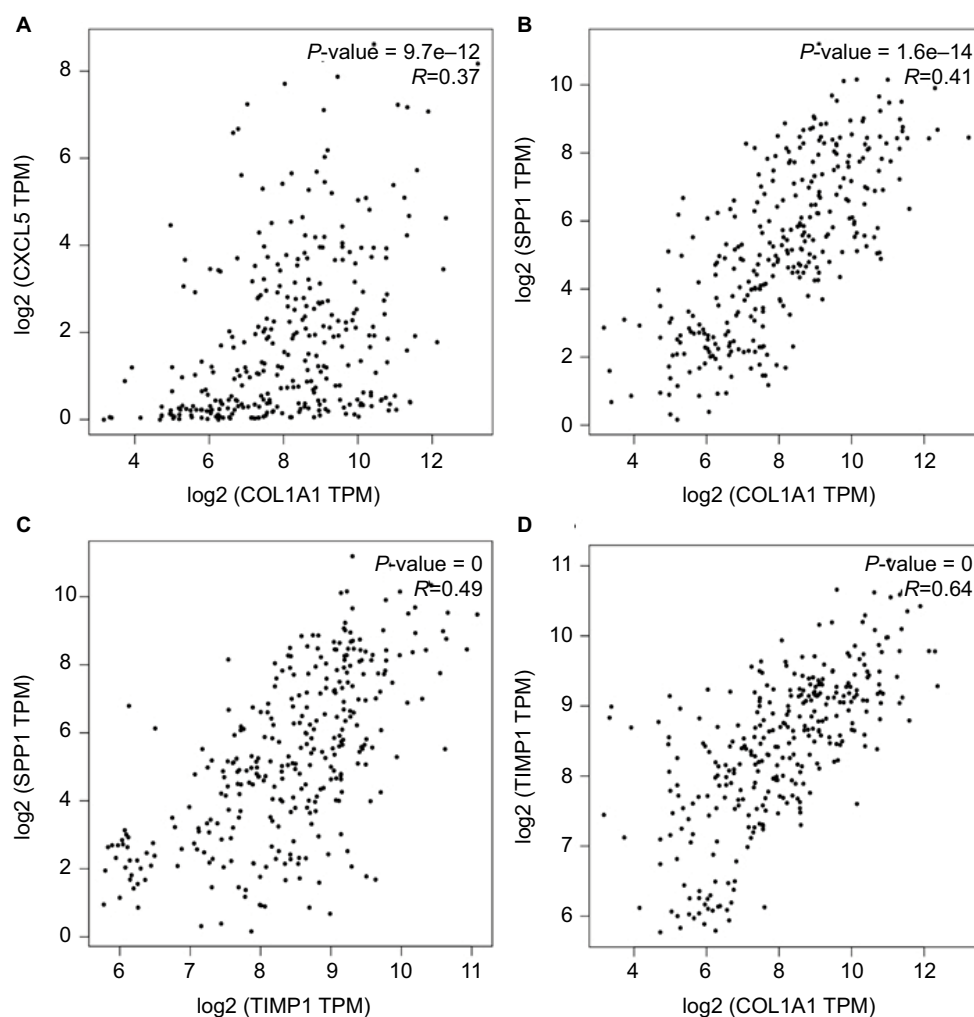 A
P-value = 9.7e–12
R=0.37
8
6
4
2
0
log2 (CXCL5 TPM)
4 6 8 10 12
log2 (COL1A1 TPM)
B
P-value = 1.6e–14
R=0.41
10
8
6
4
2
0
log2 (SPP1 TPM)
4 6 8 10 12
log2 (COL1A1 TPM)
C
P-value = 0
R=0.49
10
8
6
4
2
0
log2 (SPP1 TPM)
6 7 8 9 10 11
log2 (TIMP1 TPM)
D
P-value = 0
R=0.64
11
10
9
8
7
6
log2 (TIMP1 TPM)
4 6 8 10 12
log2 (COL1A1 TPM)